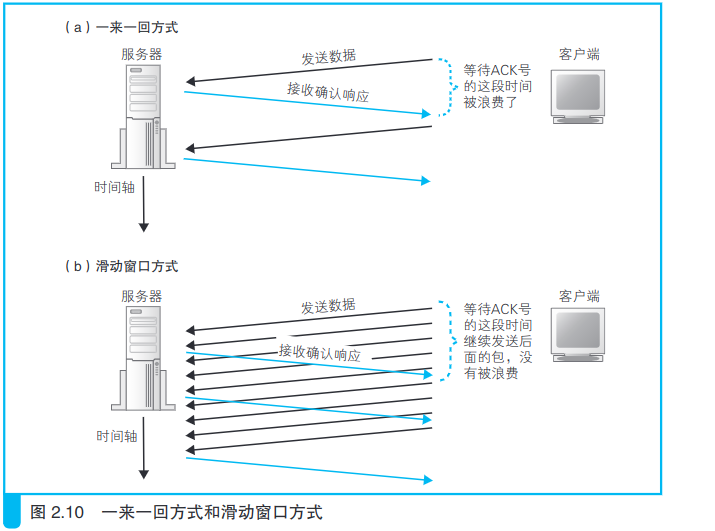 （a）一来一回方式
服务器
发送数据
接收确认响应
等待ACK号
的这段时间
被浪费了
客户端
时间轴
（b）滑动窗口方式
服务器
发送数据
接收确认响应
等待ACK号
的这段时间
继续发送后
面的包，没
有被浪费
客户端
时间轴
图 2.10 一来一回方式和滑动窗口方式